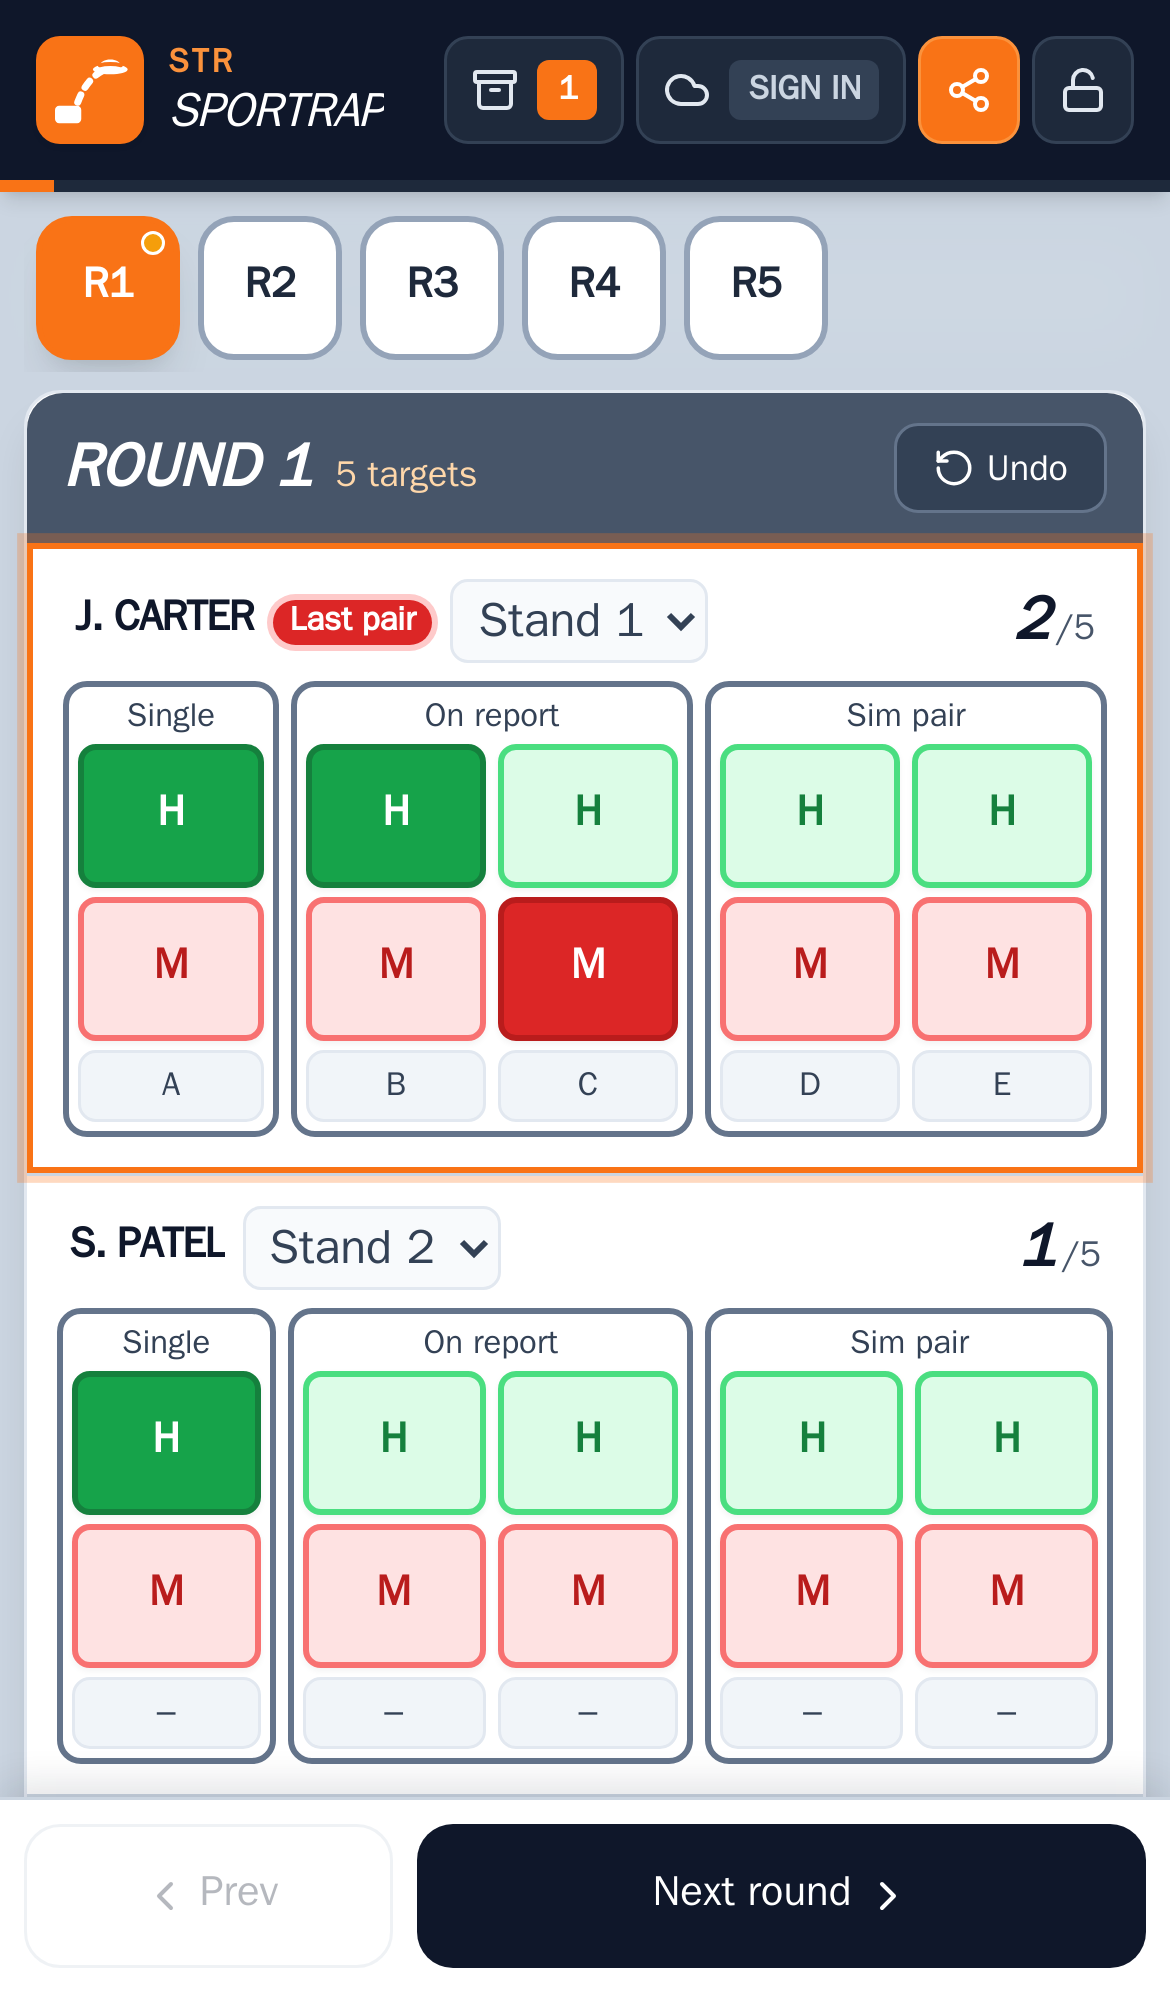 STR
SPORTRAP
1
SIGN IN
R1 R2 R3 R4 R5
ROUND 1 5 targets
Undo
J. CARTER Last pair Stand 1 2/5
Single On report Sim pair
H H H H H
M M M M M
A B C D E
S. PATEL Stand 2 1/5
Single On report Sim pair
H H H H H
M M M M M
– – – – –
Prev Next round